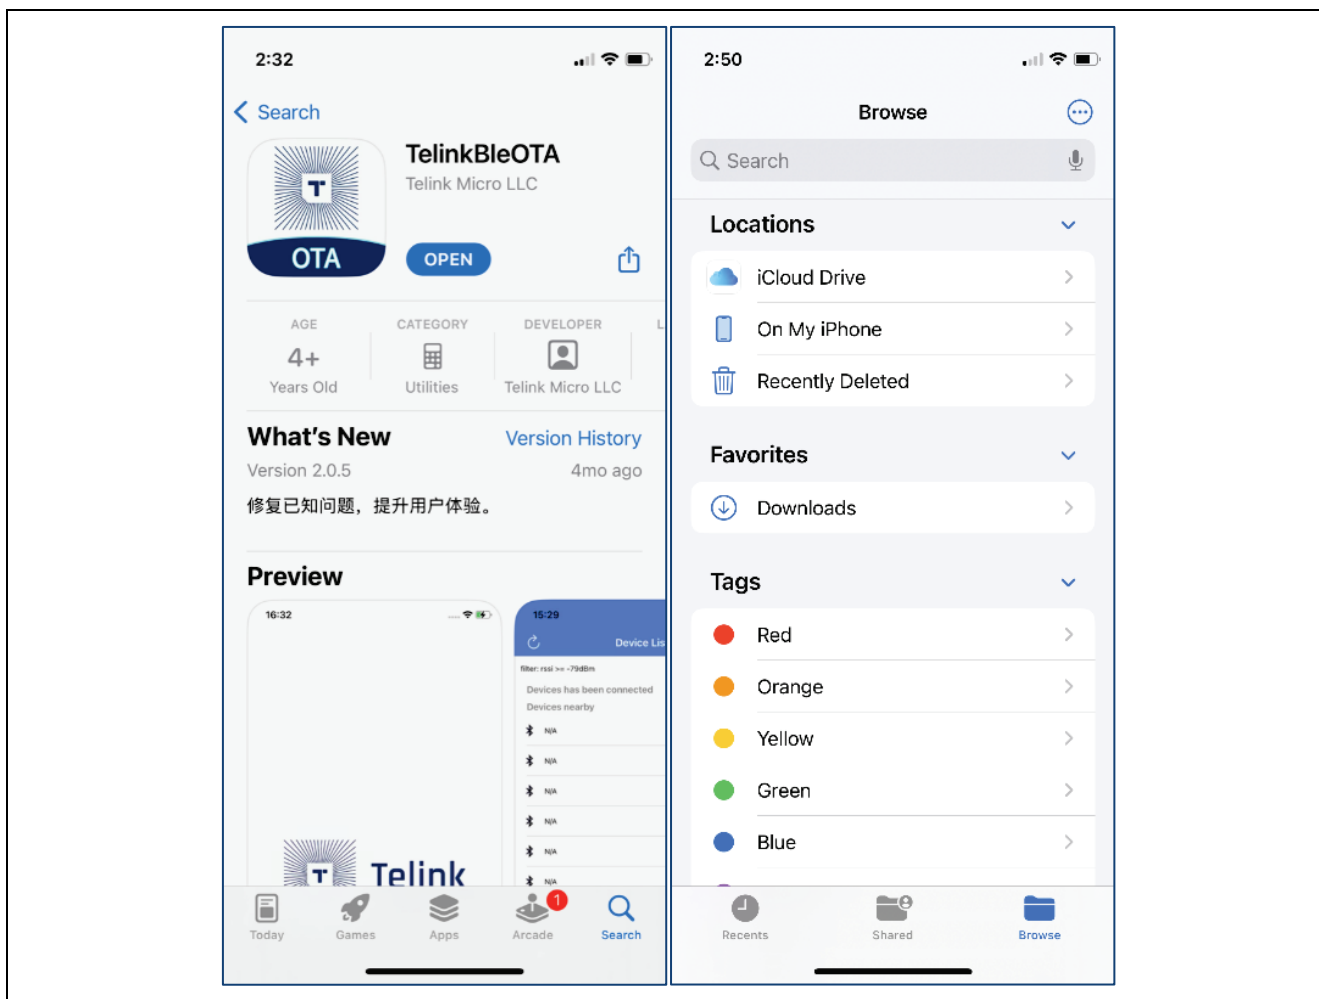 2:32
Search
TelinkBleOTA
Telink Micro LLC
T
OTA
OPEN
AGE CATEGORY DEVELOPER L
4+
Years Old Utilities Telink Micro LLC
What's New Version History
Version 2.0.5 4mo ago
修复已知问题，提升用户体验。
Preview
16:32
T Telink
15:29
Device Lis
filter: rssi >= -79dBm
Devices has been connected
Devices nearby
N/A
N/A
N/A
N/A
N/A
N/A
1
Today Games Apps Arcade Search
2:50
Browse
Search
Locations
iCloud Drive
On My iPhone
Recently Deleted
Favorites
Downloads
Tags
Red
Orange
Yellow
Green
Blue
Recents Shared Browse